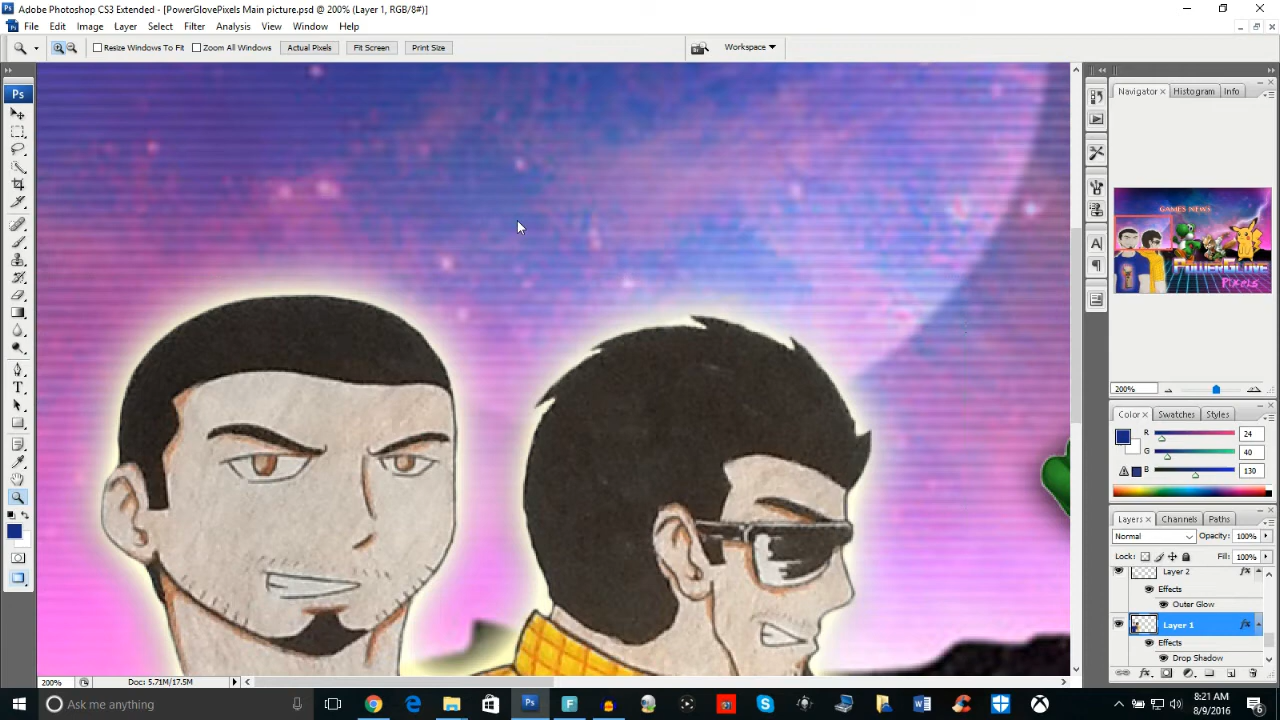 Adobe Photoshop CS3 Extended - [PowerGlovePixels Main picture.psd @ 200% (Layer 1, RGB/8#)]
File Edit Image Layer Select Filter Analysis View Window Help
Resize Windows To Fit Zoom All Windows Actual Pixels Fit Screen Print Size Workspace
Ps
Navigator Histogram Info
GAMES NEWS
POWERGLOVE
Pixels
200%
Color Swatches Styles
R 24
G 40
B 130
Layers Channels Paths
Normal Opacity: 100%
Lock: Fill: 100%
Layer 2
Effects
Outer Glow
Layer 1
Effects
Drop Shadow
200% Doc: 5.71M/17.5M
Ask me anything
8:21 AM
8/9/2016
6